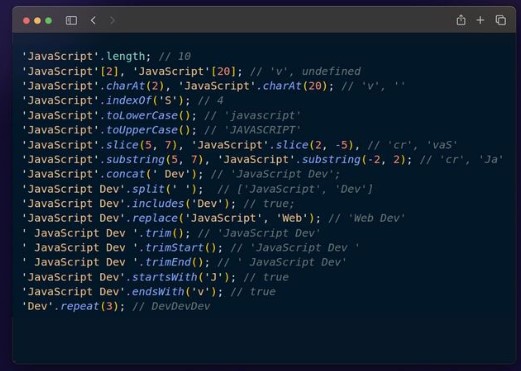 'JavaScript'.length; // 10
'JavaScript'[2], 'JavaScript'[20]; // 'v', undefined
'JavaScript'.charAt(2), 'JavaScript'.charAt(20); // 'v', ''
'JavaScript'.indexOf('S'); // 4
'JavaScript'.toLowerCase(); // 'javascript'
'JavaScript'.toUpperCase(); // 'JAVASCRIPT'
'JavaScript'.slice(5, 7), 'JavaScript'.slice(2, -5), // 'cr', 'vaS'
'JavaScript'.substring(5, 7), 'JavaScript'.substring(-2, 2); // 'cr', 'Ja'
'JavaScript'.concat(' Dev'); // 'JavaScript Dev';
'JavaScript Dev'.split(' ');  // ['JavaScript', 'Dev']
'JavaScript Dev'.includes('Dev'); // true;
'JavaScript Dev'.replace('JavaScript', 'Web'); // 'Web Dev'
' JavaScript Dev '.trim(); // 'JavaScript Dev'
' JavaScript Dev '.trimStart(); // 'JavaScript Dev '
' JavaScript Dev '.trimEnd(); // ' JavaScript Dev'
'JavaScript Dev'.startsWith('J'); // true
'JavaScript Dev'.endsWith('v'); // true
'Dev'.repeat(3); // DevDevDev